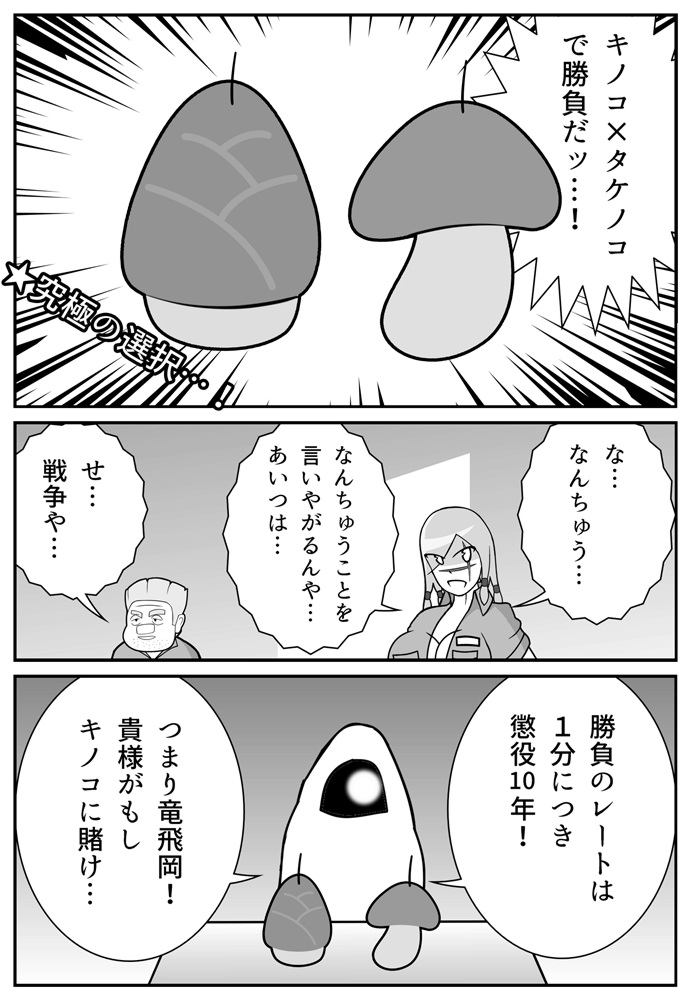 キノコ×タケノコ
で勝負だッ…!
★究極の選択…!
な…
なんちゅう…
なんちゅうことを
言いやがるんや…
あいつは…
せ…
戦争や…
勝負のレートは
1分につき
懲役10年!
つまり竜飛岡!
貴様がもし
キノコに賭け…